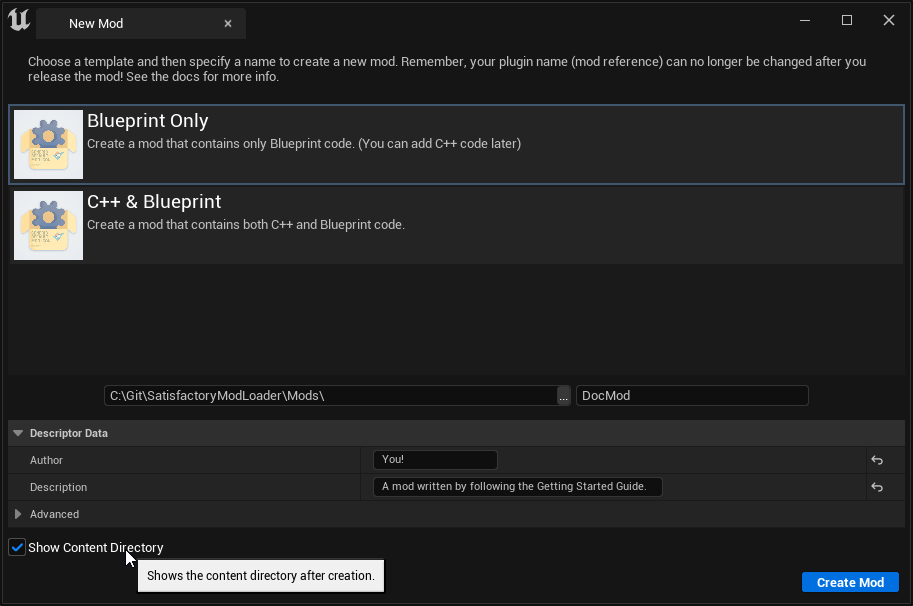 New Mod
Choose a template and then specify a name to create a new mod. Remember, your plugin name (mod reference) can no longer be changed after you
release the mod! See the docs for more info.
Blueprint Only
Create a mod that contains only Blueprint code. (You can add C++ code later)
C++ & Blueprint
Create a mod that contains both C++ and Blueprint code.
C:\Git\SatisfactoryModLoader\Mods\
...
DocMod
Descriptor Data
Author
You!
Description
A mod written by following the Getting Started Guide.
Advanced
Show Content Directory
Shows the content directory after creation.
Create Mod